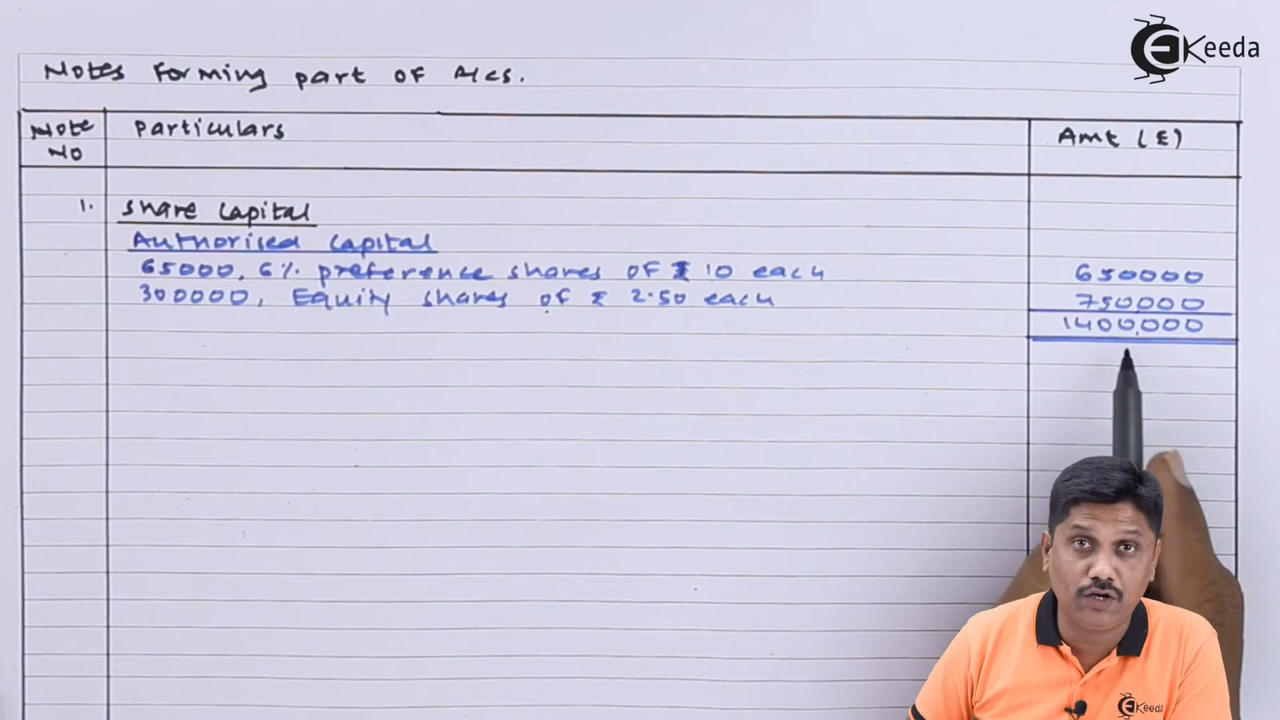 EKeeda
Notes forming part of A/cs.
Note No
Particulars
Amt (₹)
1.
Share Capital
Authorised Capital
65000, 6% preference shares of ₹ 10 each 650000
300000, Equity shares of ₹ 2.50 each 750000
1400,000
EKeeda